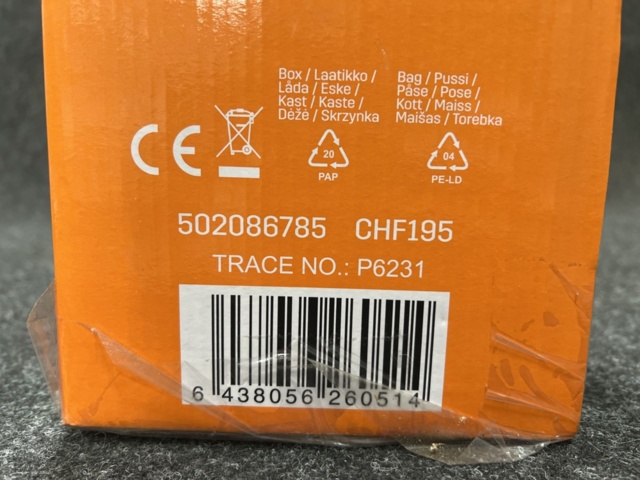 Box / Laatikko /
Låda / Eske /
Kast / Kaste /
Dėžė / Skrzynka
Bag / Pussi /
Påse / Pose /
Kott / Maiss /
Maišas / Torebka
CE
20
PAP
04
PE-LD
502086785 CHF195
TRACE NO.: P6231
6 438056 260514